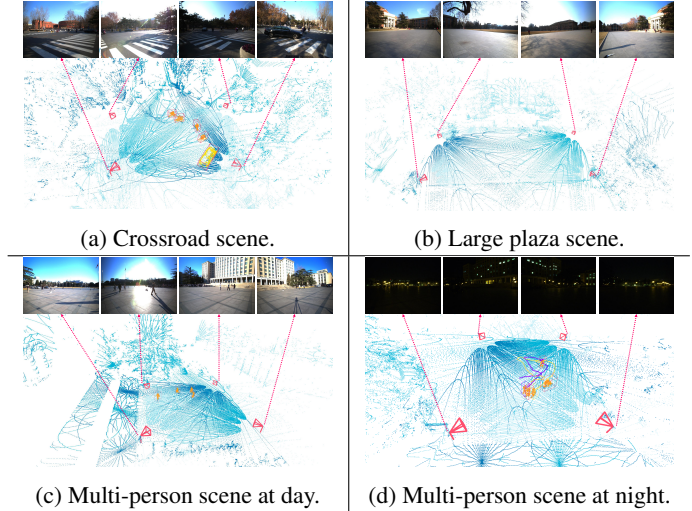 (a) Crossroad scene.
(b) Large plaza scene.
(c) Multi-person scene at day.
(d) Multi-person scene at night.